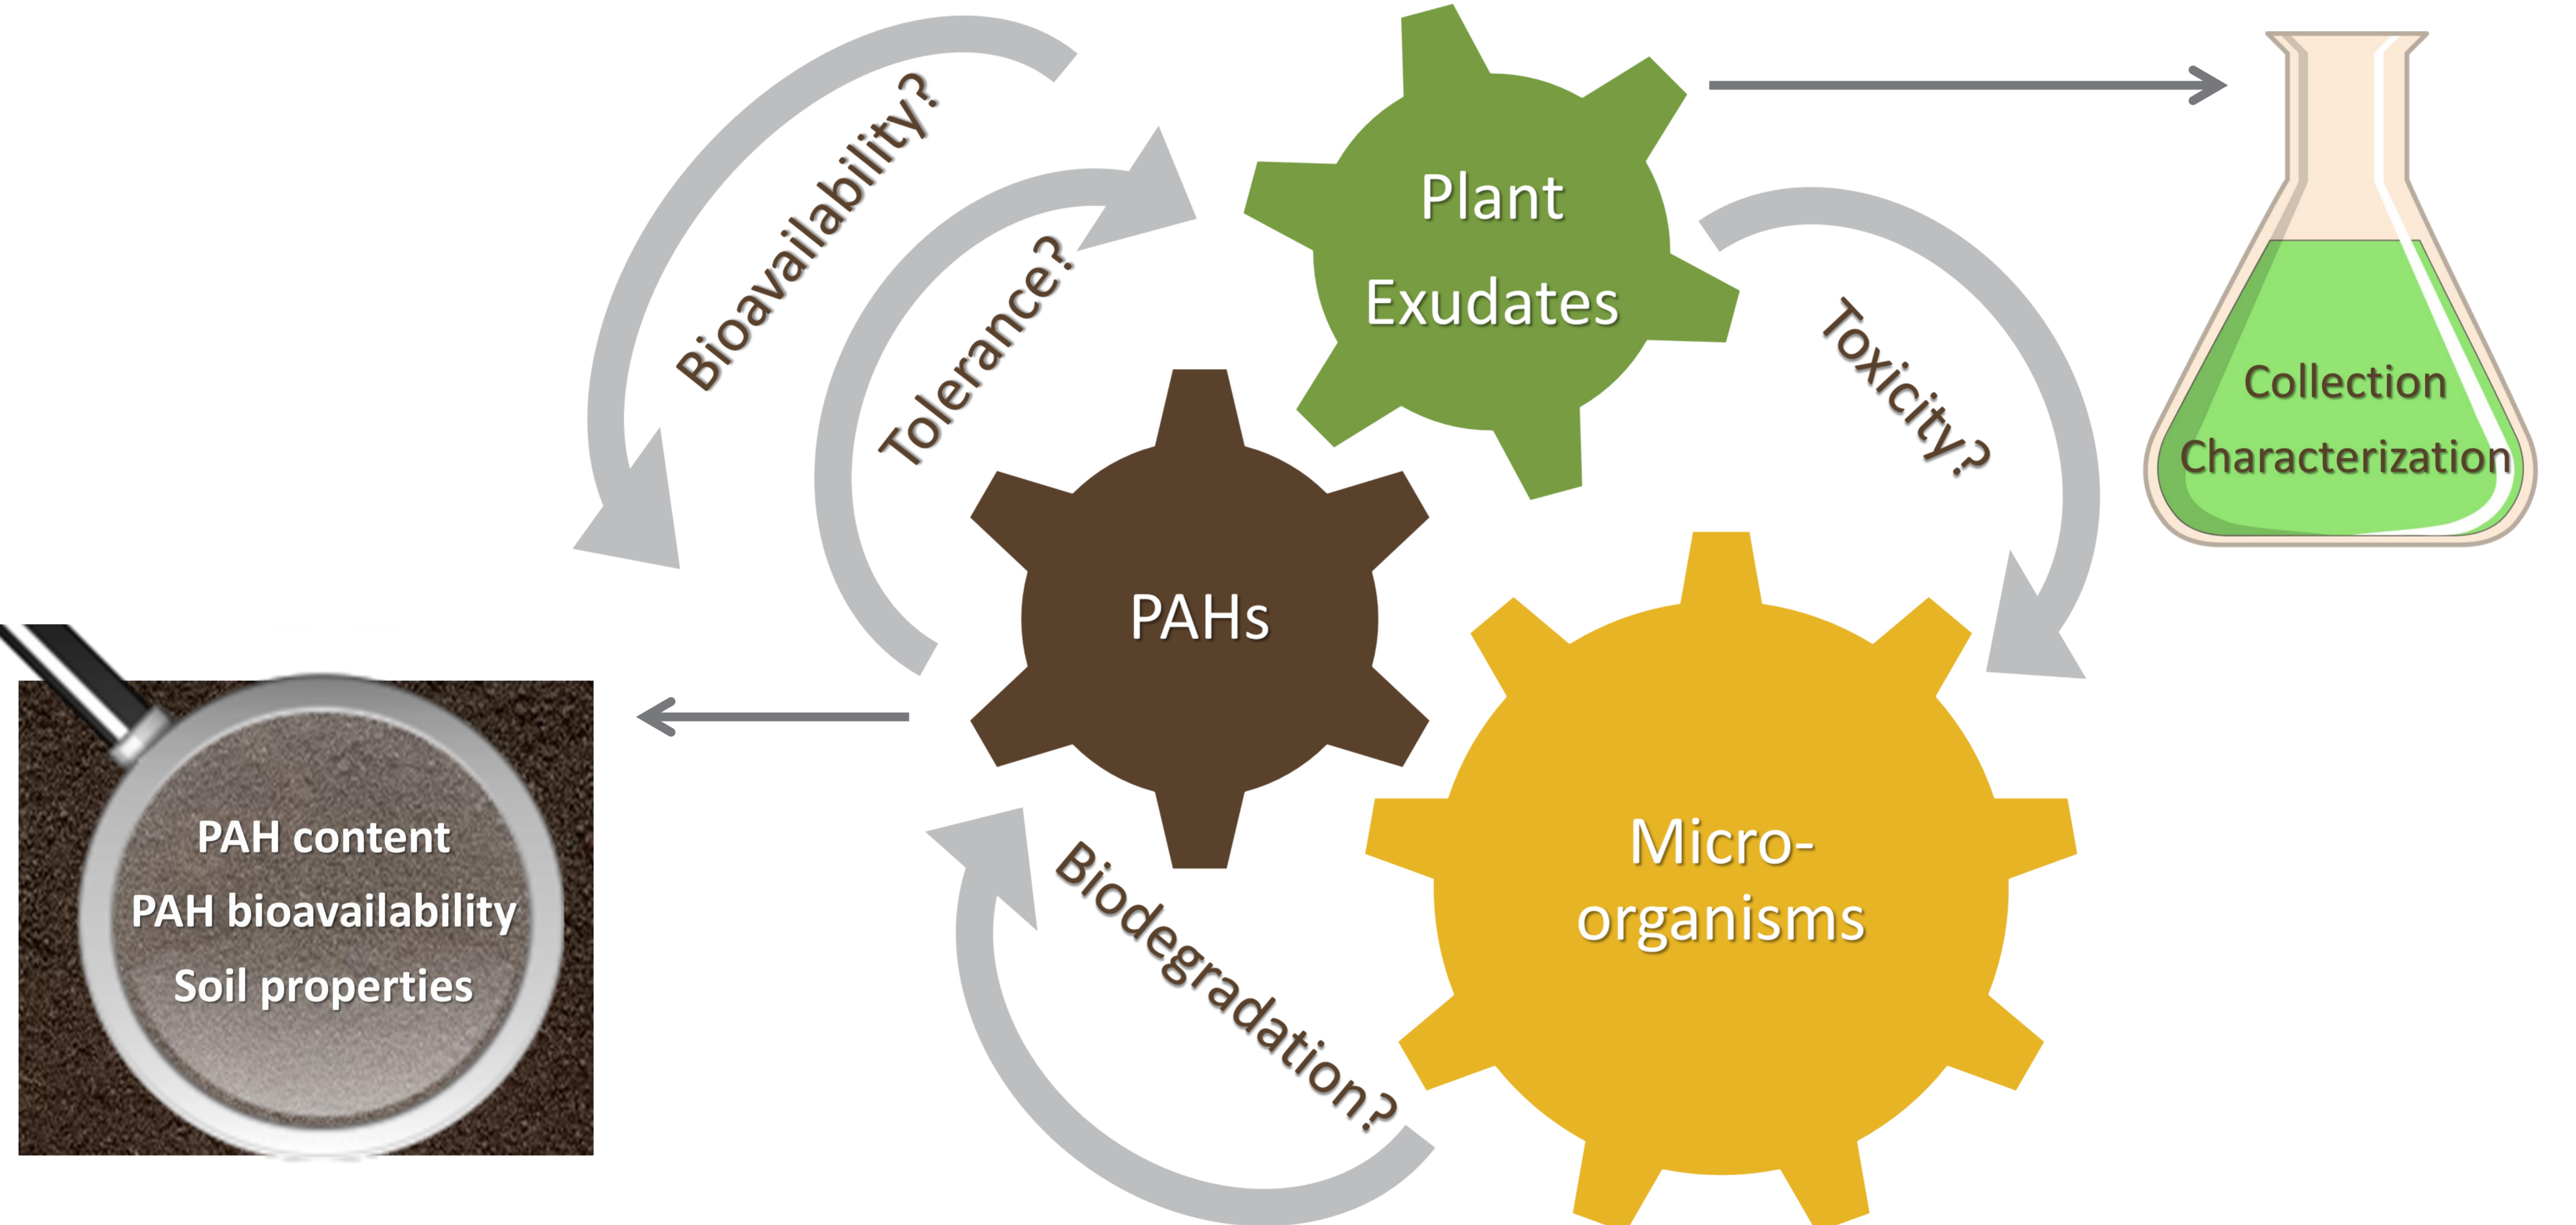 Bioavailability?
Tolerance?
Plant
Exudates
Toxicity?
Collection
Characterization
PAHs
Micro-
organisms
Biodegradation?
PAH content
PAH bioavailability
Soil properties